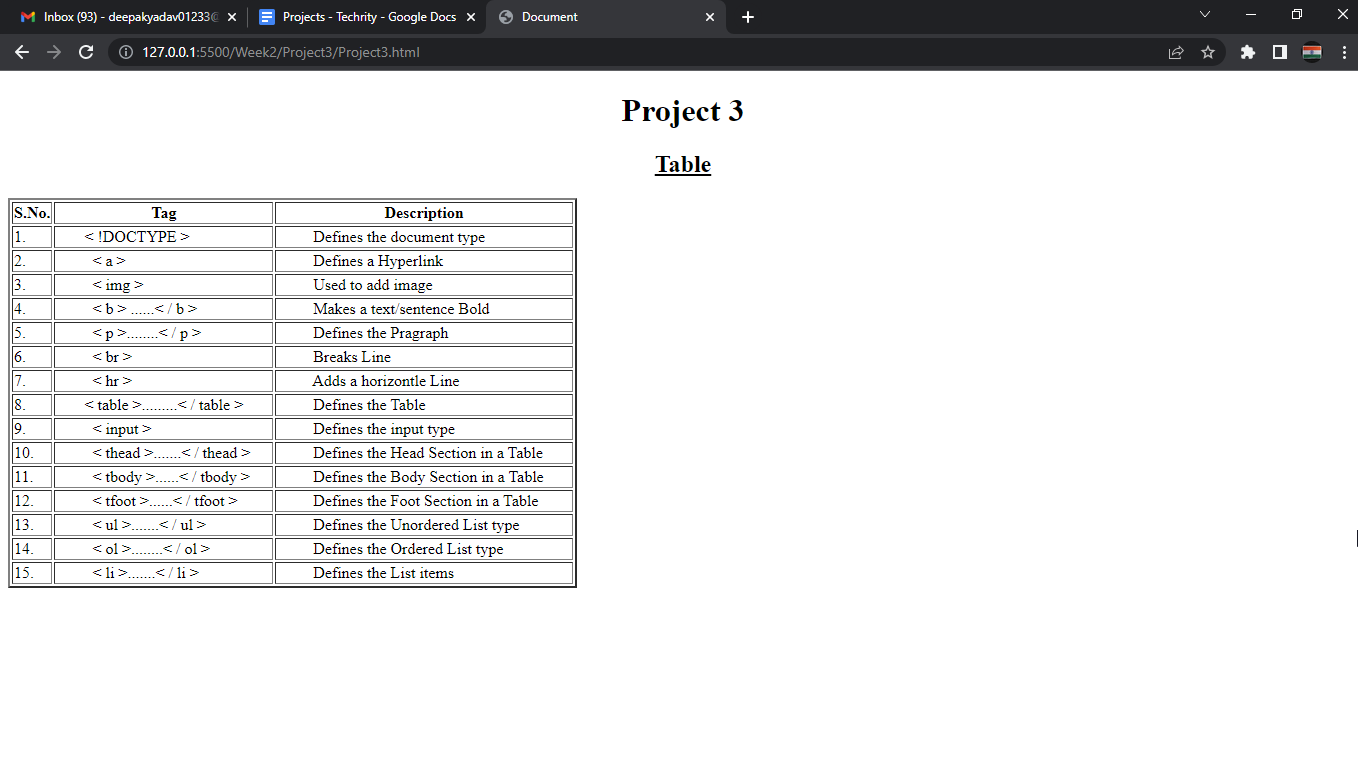 Inbox (93) - deepakyadav01233@
Projects - Techrity - Google Docs
Document
127.0.0.1:5500/Week2/Project3/Project3.html
Project 3
Table
S.No. Tag Description
1. < !DOCTYPE > Defines the document type
2. < a > Defines a Hyperlink
3. < img > Used to add image
4. < b > ......< / b > Makes a text/sentence Bold
5. < p >........< / p > Defines the Pragraph
6. < br > Breaks Line
7. < hr > Adds a horizontle Line
8. < table >.........< / table > Defines the Table
9. < input > Defines the input type
10. < thead >.......< / thead > Defines the Head Section in a Table
11. < tbody >......< / tbody > Defines the Body Section in a Table
12. < tfoot >......< / tfoot > Defines the Foot Section in a Table
13. < ul >.......< / ul > Defines the Unordered List type
14. < ol >........< / ol > Defines the Ordered List type
15. < li >.......< / li > Defines the List items